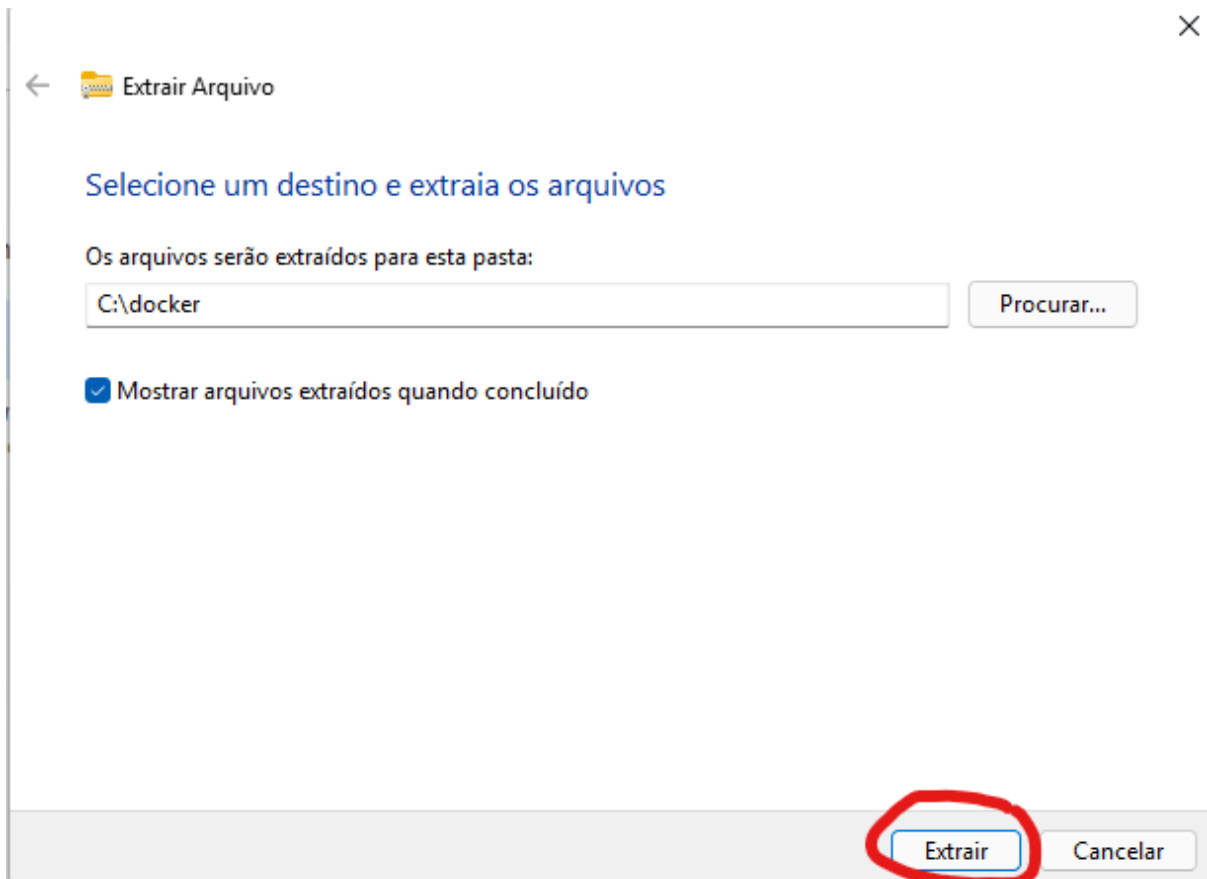 Extrair Arquivo
Selecione um destino e extraia os arquivos
Os arquivos serão extraídos para esta pasta:
C:\docker
Procurar...
Mostrar arquivos extraídos quando concluído
Extrair
Cancelar